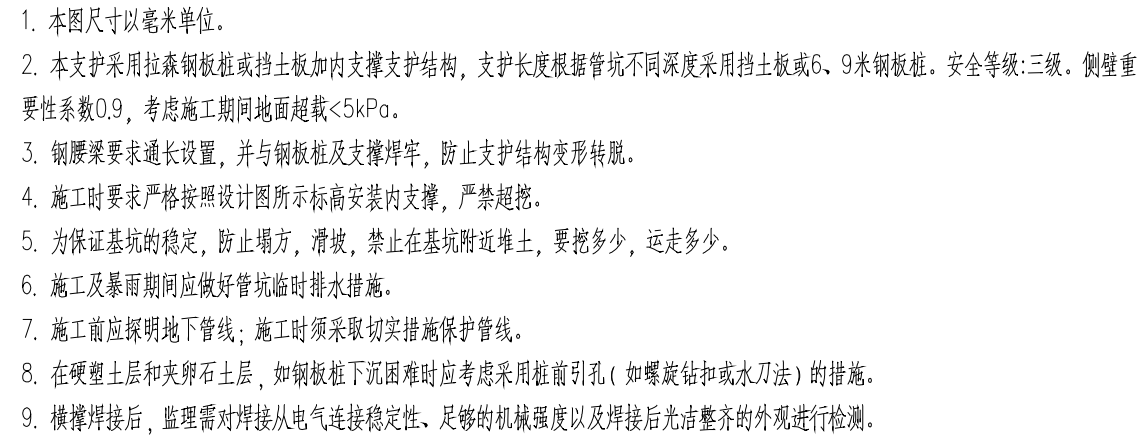 1. 本图尺寸以毫米单位。
2. 本支护采用拉森钢板桩或挡土板加内支撑支护结构，支护长度根据管坑不同深度采用挡土板或6、9米钢板桩。安全等级:三级。侧壁重
要性系数0.9，考虑施工期间地面超载<5kPa。
3. 钢腰梁要求通长设置，并与钢板桩及支撑焊牢，防止支护结构变形转脱。
4. 施工时要求严格按照设计图所示标高安装内支撑，严禁超挖。
5. 为保证基坑的稳定，防止塌方，滑坡，禁止在基坑附近堆土，要挖多少，运走多少。
6. 施工及暴雨期间应做好管坑临时排水措施。
7. 施工前应探明地下管线；施工时须采取切实措施保护管线。
8. 在硬塑土层和夹卵石土层，如钢板桩下沉困难时应考虑采用桩前引孔(如螺旋钻扣或水刀法)的措施。
9. 横撑焊接后，监理需对焊接从电气连接稳定性、足够的机械强度以及焊接后光洁整齐的外观进行检测。